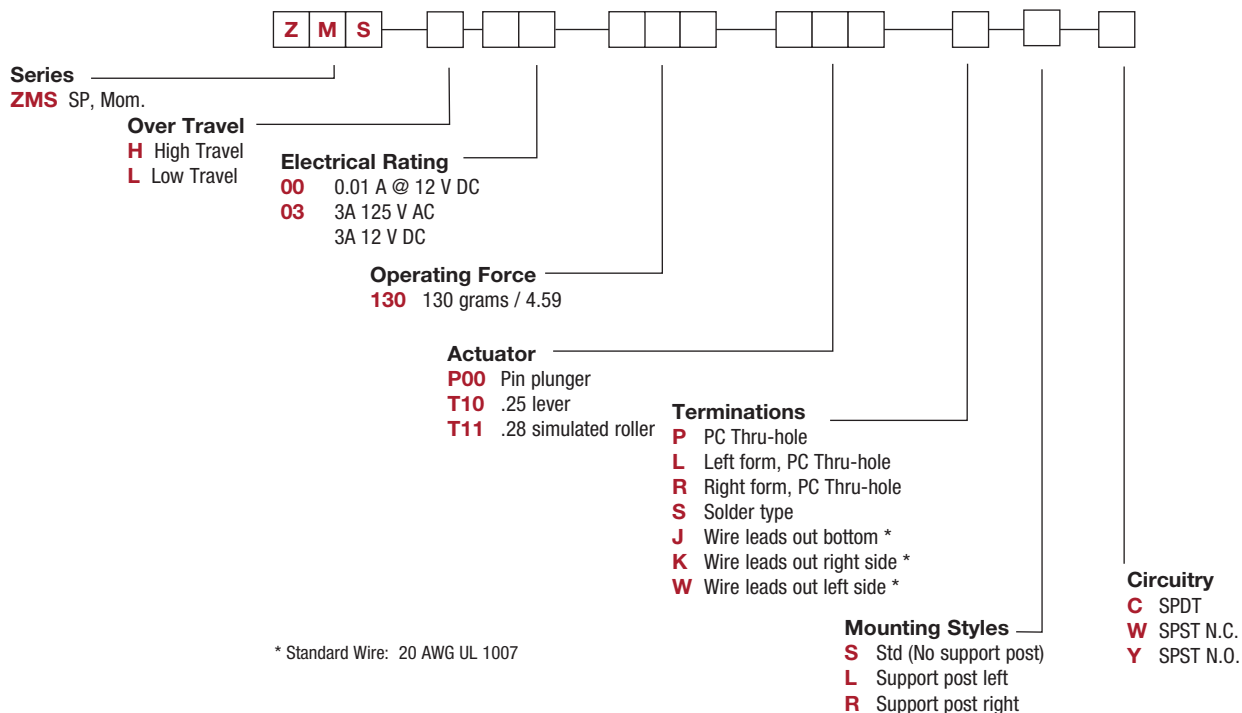 Z M S
Series
ZMS SP, Mom.
Over Travel
H High Travel
L Low Travel
Electrical Rating
00 0.01 A @ 12 V DC
03 3A 125 V AC
3A 12 V DC
Operating Force
130 130 grams / 4.59
Actuator
P00 Pin plunger
T10 .25 lever
T11 .28 simulated roller
Terminations
P PC Thru-hole
L Left form, PC Thru-hole
R Right form, PC Thru-hole
S Solder type
J Wire leads out bottom *
K Wire leads out right side *
W Wire leads out left side *
Mounting Styles
S Std (No support post)
L Support post left
R Support post right
Circuitry
C SPDT
W SPST N.C.
Y SPST N.O.
* Standard Wire: 20 AWG UL 1007